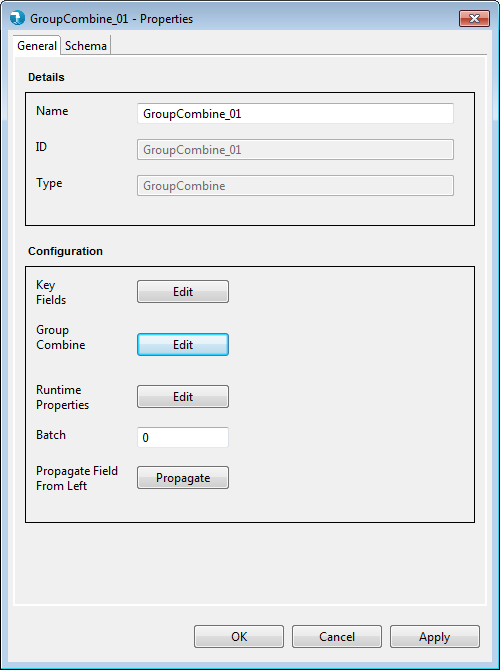 GroupCombine_01 - Properties
General Schema
Details
Name GroupCombine_01
ID GroupCombine_01
Type GroupCombine
Configuration
Key
Fields Edit
Group
Combine Edit
Runtime
Properties Edit
Batch 0
Propagate Field
From Left Propagate
OK Cancel Apply